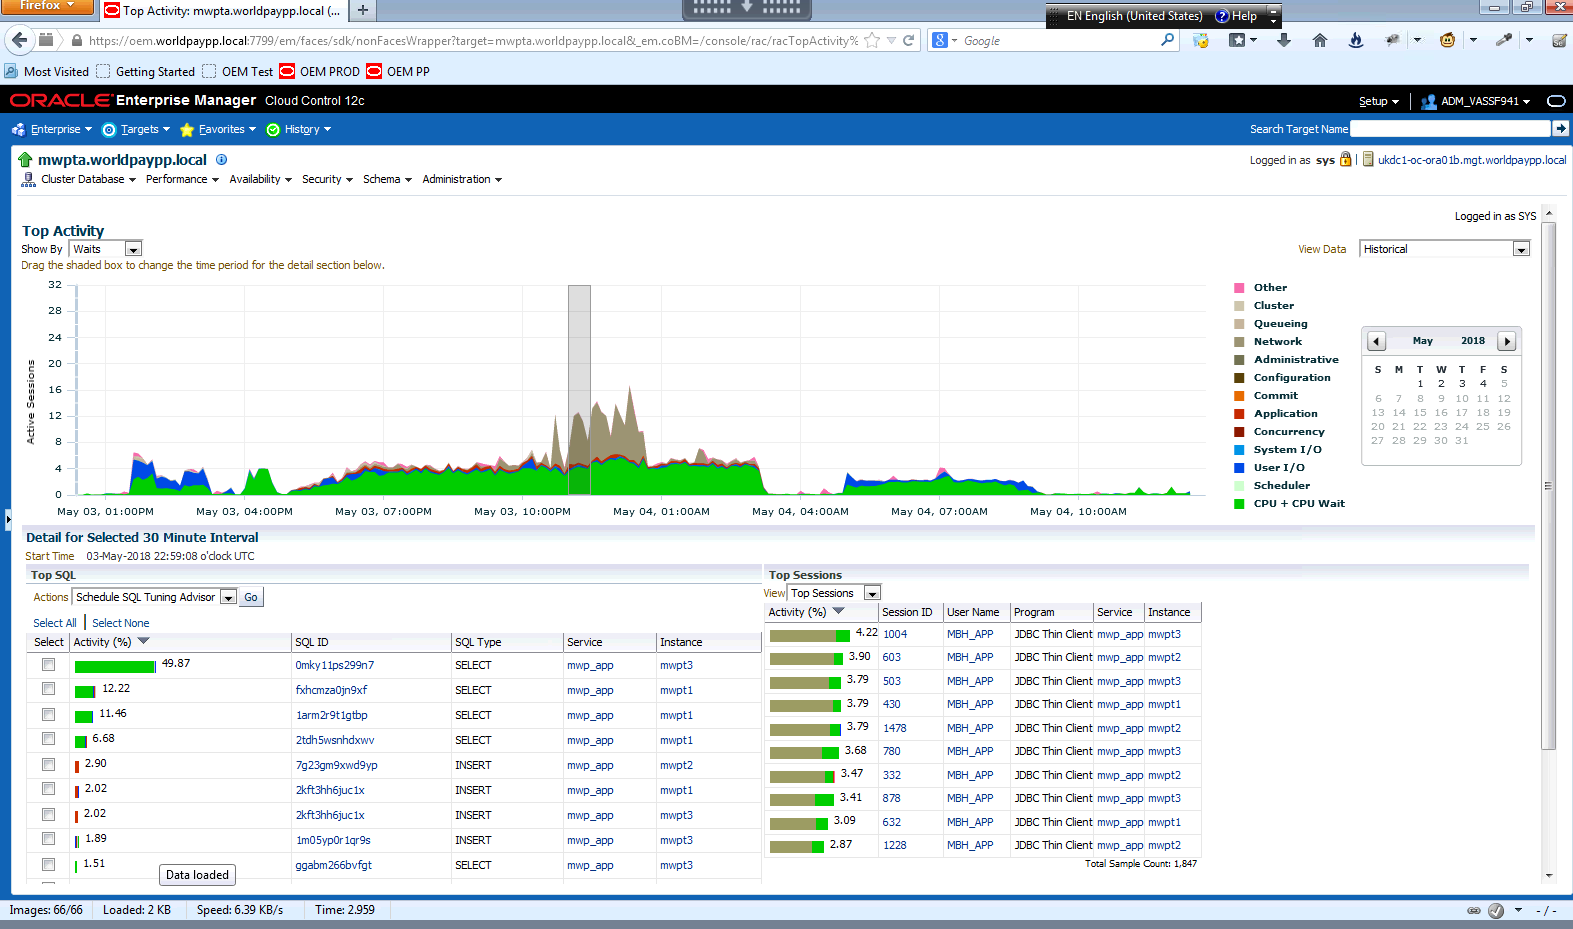 Firefox
Top Activity: mwpta.worldpaypp.local (...
EN English (United States) Help
https://oem.worldpaypp.local:7799/em/faces/sdk/nonFacesWrapper?target=mwpta.worldpaypp.local&_em.coBM=/console/rac/racTopActivity%
Google
Most Visited Getting Started OEM Test OEM PROD OEM PP
ORACLE Enterprise Manager Cloud Control 12c
Setup ADM_VASSF941
Enterprise Targets Favorites History
Search Target Name
mwpta.worldpaypp.local
Logged in as sys ukdc1-oc-ora01b.mgt.worldpaypp.local
Cluster Database Performance Availability Security Schema Administration
Logged in as SYS
Top Activity
Show By Waits
View Data Historical
Drag the shaded box to change the time period for the detail section below.
Active Sessions
32
28
24
20
16
12
8
4
0
May 03, 01:00PM May 03, 04:00PM May 03, 07:00PM May 03, 10:00PM May 04, 01:00AM May 04, 04:00AM May 04, 07:00AM May 04, 10:00AM
Other
Cluster
Queueing
Network
Administrative
Configuration
Commit
Application
Concurrency
System I/O
User I/O
Scheduler
CPU + CPU Wait
May 2018
S M T W T F S
1 2 3 4 5
6 7 8 9 10 11 12
13 14 15 16 17 18 19
20 21 22 23 24 25 26
27 28 29 30 31
Detail for Selected 30 Minute Interval
Start Time 03-May-2018 22:59:08 o'clock UTC
Top SQL
Actions Schedule SQL Tuning Advisor Go
Select All Select None
Select Activity (%) SQL ID SQL Type Service Instance
49.87 0mky11ps299n7 SELECT mwp_app mwpt3
12.22 fxhcmza0jn9xf SELECT mwp_app mwpt1
11.46 1arm2r9t1gtbp SELECT mwp_app mwpt1
6.68 2tdh5wsnhdxwv SELECT mwp_app mwpt1
2.90 7g23gm9xwd9yp INSERT mwp_app mwpt2
2.02 2kft3hh6juc1x INSERT mwp_app mwpt1
2.02 2kft3hh6juc1x INSERT mwp_app mwpt3
1.89 1m05yp0r1qr9s INSERT mwp_app mwpt3
1.51 ggabm266bvfgt SELECT mwp_app mwpt3
Data loaded
Top Sessions
View Top Sessions
Activity (%) Session ID User Name Program Service Instance
4.22 1004 MBH_APP JDBC Thin Client mwp_app mwpt3
3.90 603 MBH_APP JDBC Thin Client mwp_app mwpt2
3.79 503 MBH_APP JDBC Thin Client mwp_app mwpt3
3.79 430 MBH_APP JDBC Thin Client mwp_app mwpt1
3.79 1478 MBH_APP JDBC Thin Client mwp_app mwpt2
3.68 780 MBH_APP JDBC Thin Client mwp_app mwpt3
3.47 332 MBH_APP JDBC Thin Client mwp_app mwpt2
3.41 878 MBH_APP JDBC Thin Client mwp_app mwpt3
3.09 632 MBH_APP JDBC Thin Client mwp_app mwpt1
2.87 1228 MBH_APP JDBC Thin Client mwp_app mwpt2
Total Sample Count: 1,847
Images: 66/66 Loaded: 2 KB Speed: 6.39 KB/s Time: 2.959
- / -